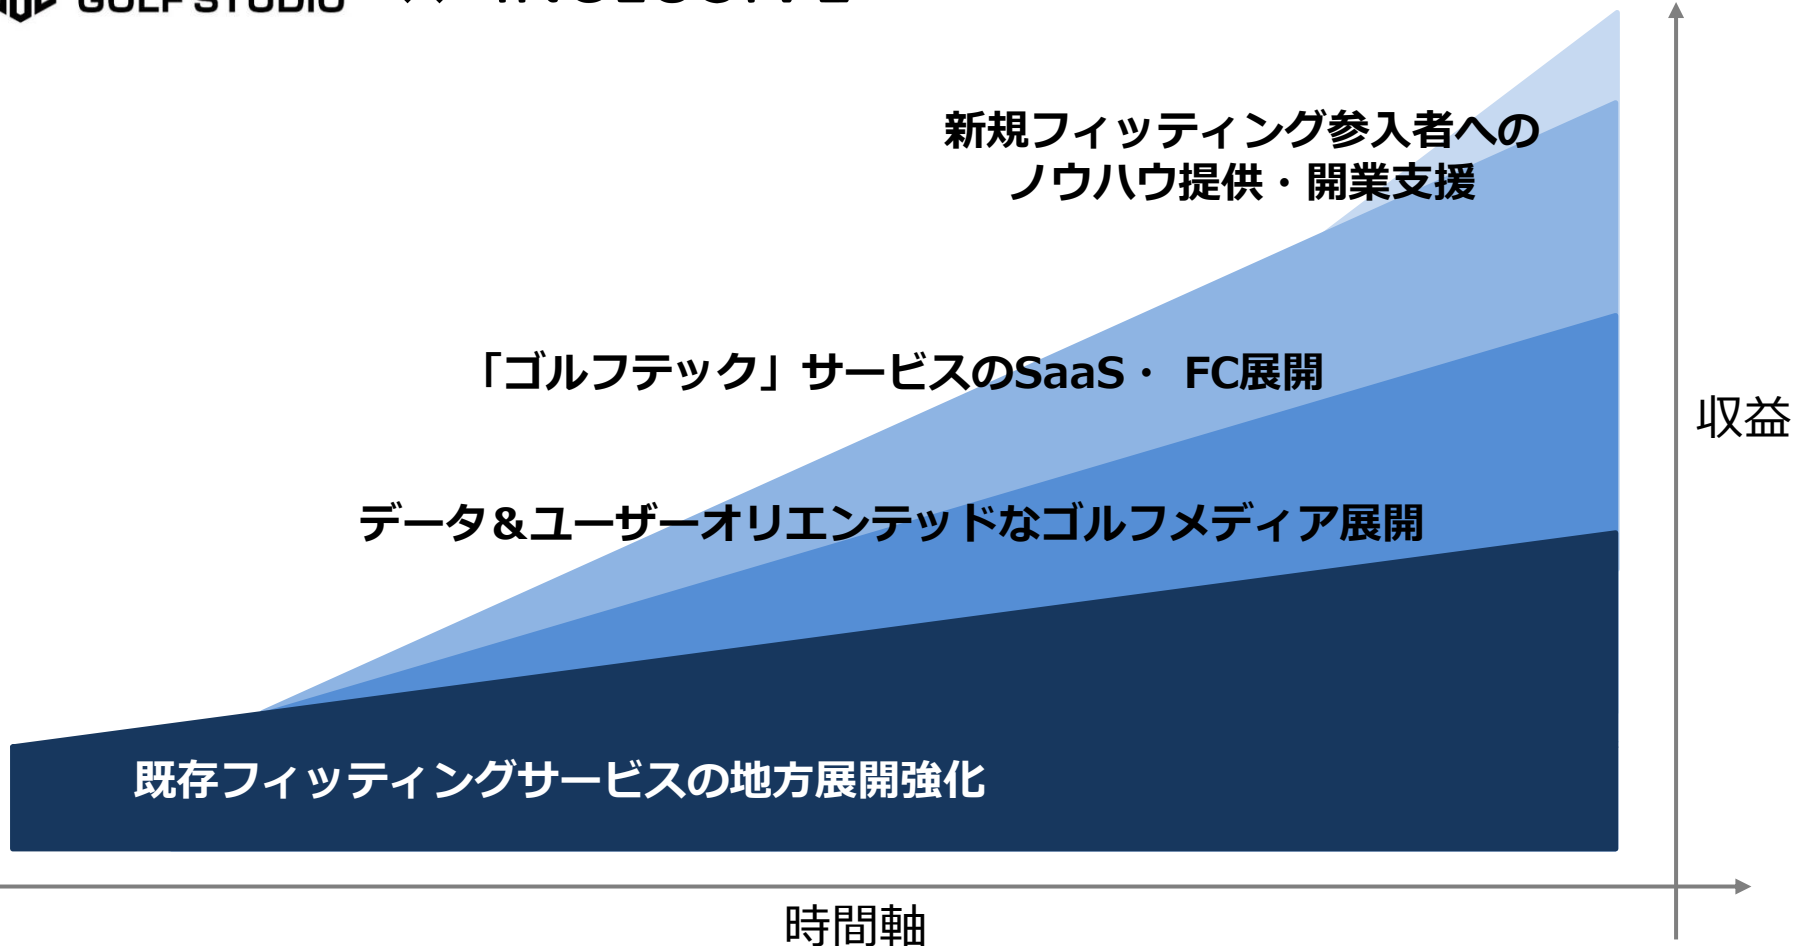 GOLF STUDIO
新規フィッティング参入者への
ノウハウ提供・開業支援
「ゴルフテック」サービスのSaaS・ FC展開
収益
データ&ユーザーオリエンテッドなゴルフメディア展開
既存フィッティングサービスの地方展開強化
時間軸